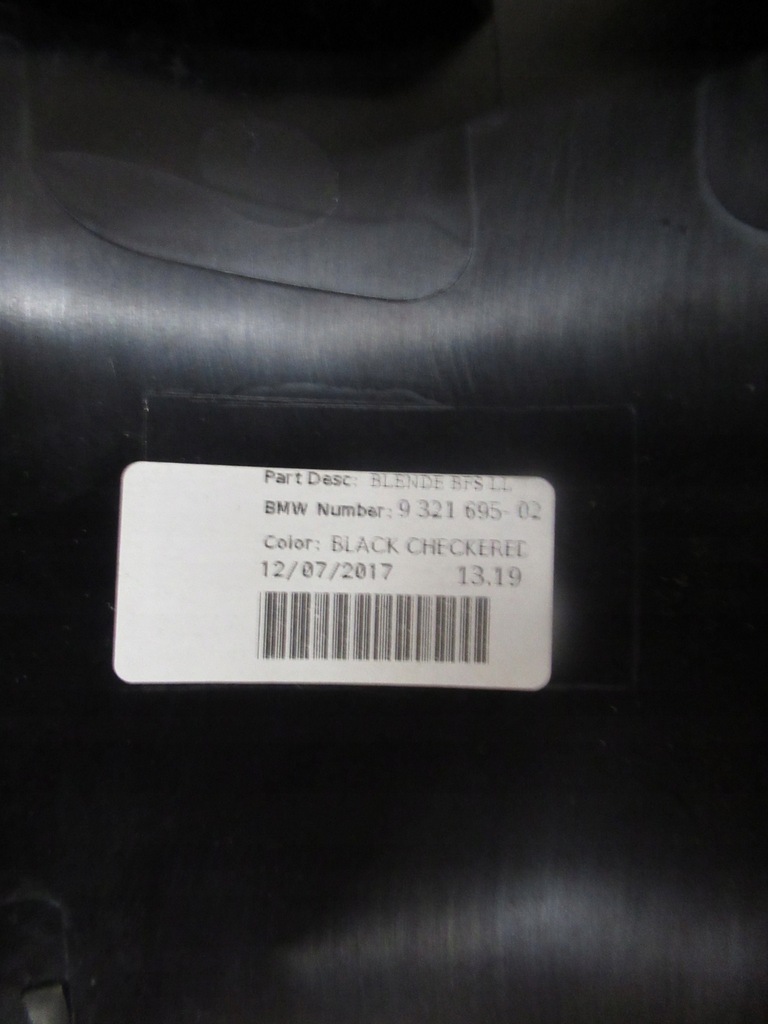 Part Desc: BLENDE BFS LL
BMW Number: 9 321 695- 02
Color: BLACK CHECKERED
12/07/2017 13.19